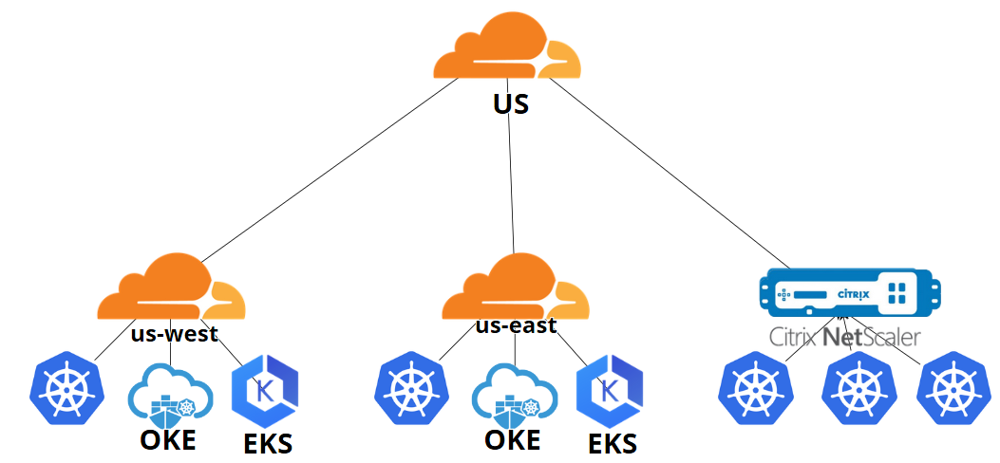 US
us-west
us-east
CITRIX
Citrix NetScaler
K
K
OKE
EKS
OKE
EKS